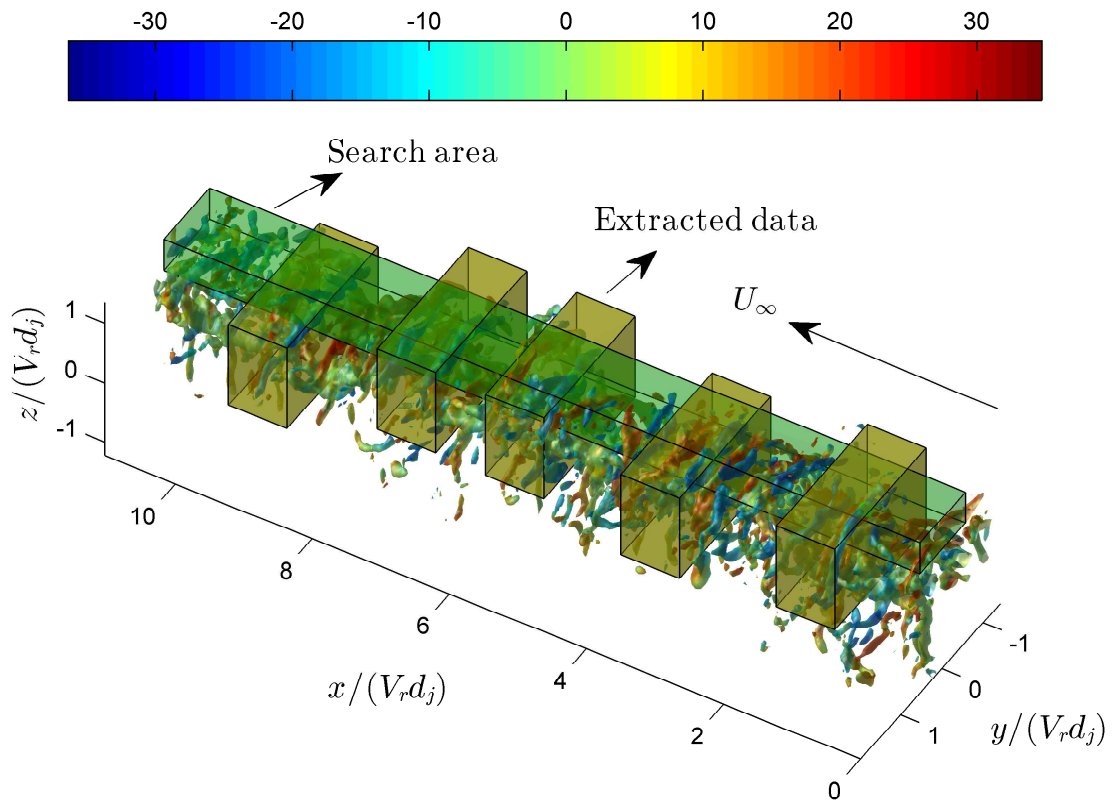 -30 -20 -10 0 10 20 30
Search area
Extracted data
U∞
z/(V_r d_j)
1
0
-1
10
8
6
4
2
0
x/(V_r d_j)
-1
0
1
y/(V_r d_j)